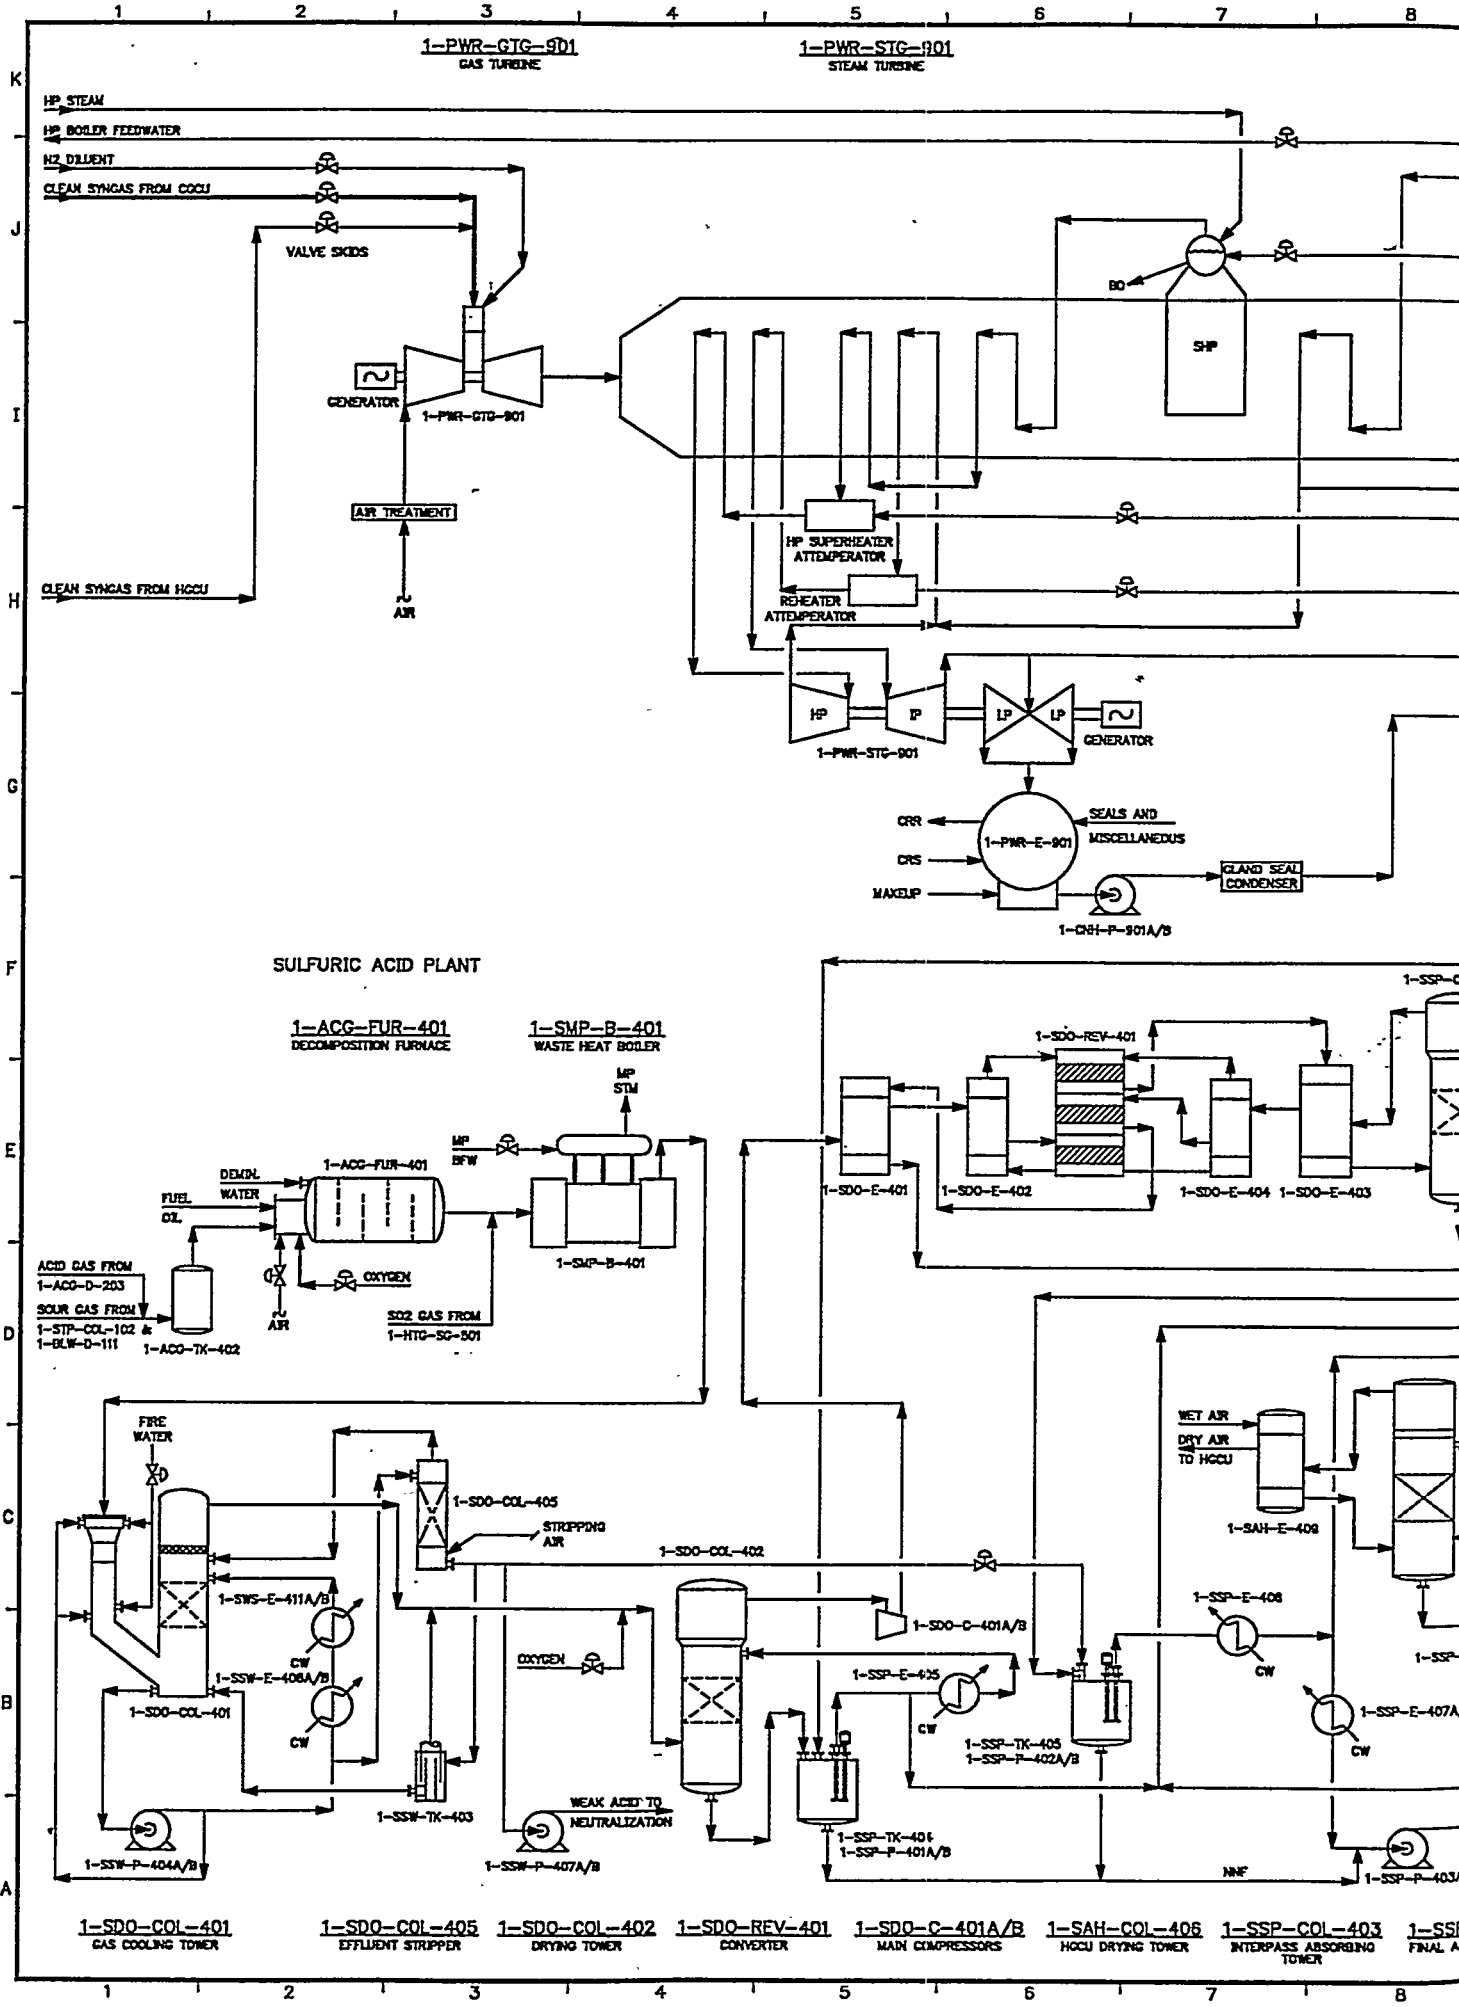 1 2 3 4 5 6 7 8
1-PWR-GTG-901
GAS TURBINE
1-PWR-STG-901
STEAM TURBINE
K
HP STEAM
HP BOILER FEEDWATER
N2 DILUENT
CLEAN SYNGAS FROM CGCU
J
VALVE SKIDS
BD
SHP
GENERATOR
1-PWR-GTG-901
I
AIR TREATMENT
HP SUPERHEATER
ATTEMPERATOR
CLEAN SYNGAS FROM HGCU
H
AIR
REHEATER
ATTEMPERATOR
HP
IP
LP
LP
GENERATOR
1-PWR-STG-901
G
CRR
SEALS AND
MISCELLANEOUS
1-PWR-E-901
CRS
MAKEUP
GLAND SEAL
CONDENSER
1-CNH-P-901A/B
F
SULFURIC ACID PLANT
1-ACG-FUR-401
DECOMPOSITION FURNACE
1-SMP-B-401
WASTE HEAT BOILER
1-SDO-REV-401
MP
STM
E
MP
BFW
1-ACG-FUR-401
DEMIN.
WATER
FUEL
OIL
1-SDO-E-401
1-SDO-E-402
1-SDO-E-404
1-SDO-E-403
1-SMP-B-401
ACID GAS FROM
1-ACG-D-203
OXYGEN
SOUR GAS FROM
1-STP-COL-102 &
1-BLW-D-111
AIR
SO2 GAS FROM
1-HTG-SG-501
D
1-ACG-TK-402
FIRE
WATER
WET AIR
DRY AIR
TO HGCU
C
1-SDO-COL-405
STRIPPING
AIR
1-SAH-E-409
1-SDO-COL-402
1-SWS-E-411A/B
1-SSP-E-406
1-SDO-C-401A/B
CW
1-SSW-E-408A/B
OXYGEN
1-SSP-E-405
CW
B
1-SDO-COL-401
CW
CW
1-SSP-TK-405
1-SSP-P-402A/B
CW
1-SSW-TK-403
WEAK ACID TO
NEUTRALIZATION
1-SSP-TK-401
1-SSP-P-401A/B
1-SSW-P-404A/B
1-SSW-P-407A/B
NNF
A
1-SDO-COL-401
GAS COOLING TOWER
1-SDO-COL-405
EFFLUENT STRIPPER
1-SDO-COL-402
DRYING TOWER
1-SDO-REV-401
CONVERTER
1-SDO-C-401A/B
MAIN COMPRESSORS
1-SAH-COL-406
HGCU DRYING TOWER
1-SSP-COL-403
INTERPASS ABSORBING
TOWER
FINAL A
1 2 3 4 5 6 7 8